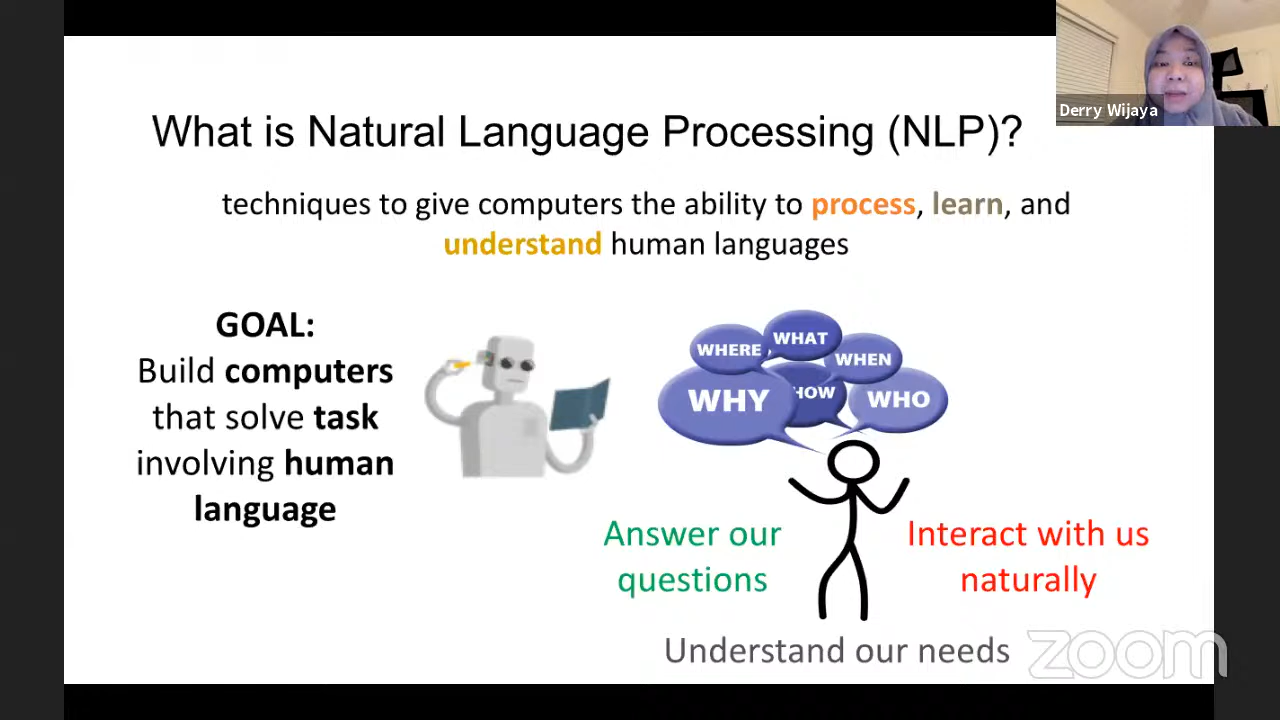 Derry Wijaya
What is Natural Language Processing (NLP)?
techniques to give computers the ability to process, learn, and
understand human languages
GOAL:
Build computers
that solve task
involving human
language
WHERE
WHAT
WHEN
WHY
HOW
WHO
Answer our
questions
Interact with us
naturally
Understand our needs
zoom